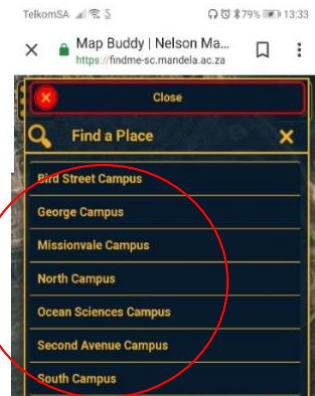 TelkomSA 79% 13:33
Map Buddy | Nelson Ma...
https://findme-sc.mandela.ac.za
Close
Find a Place
Bird Street Campus
George Campus
Missionvale Campus
North Campus
Ocean Sciences Campus
Second Avenue Campus
South Campus